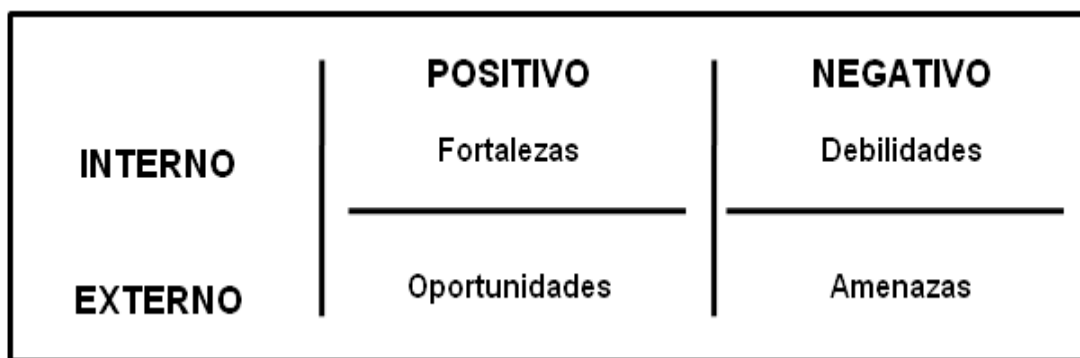 POSITIVO NEGATIVO
INTERNO Fortalezas Debilidades
EXTERNO Oportunidades Amenazas